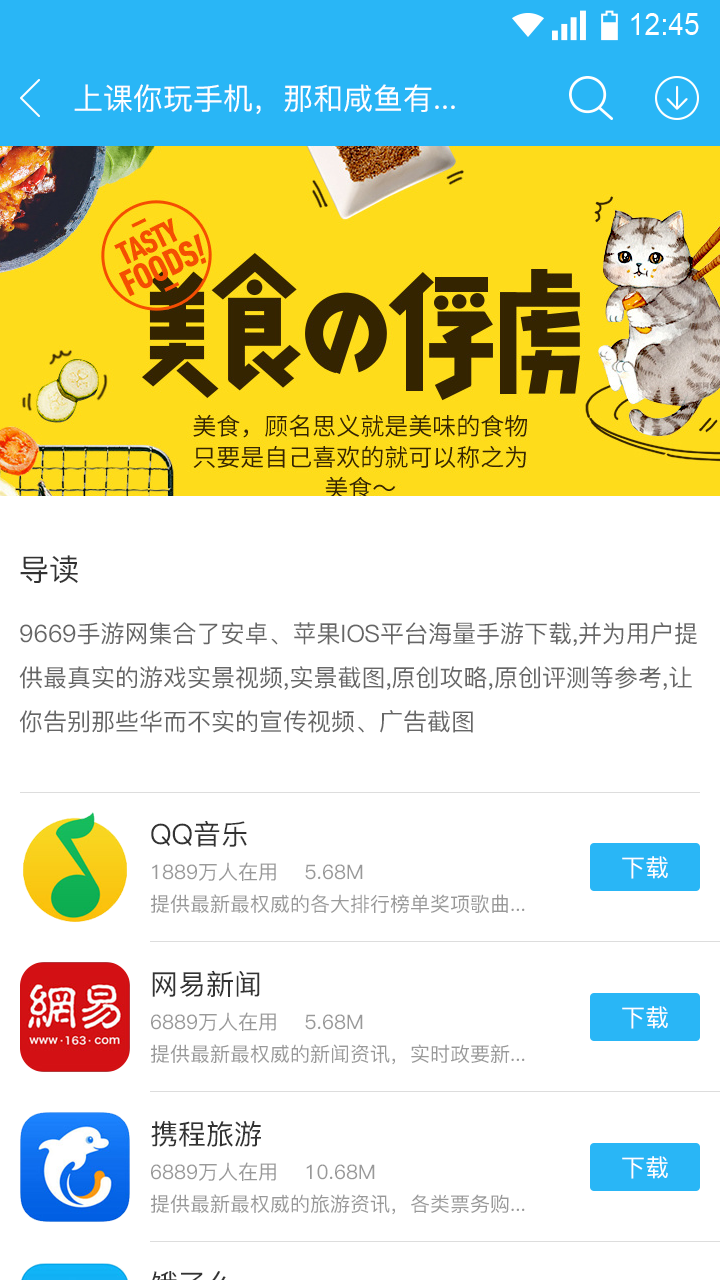 12:45
上课你玩手机，那和咸鱼有...
TASTY
FOODS!
美食の俘虏
美食，顾名思义就是美味的食物
只要是自己喜欢的就可以称之为
美食～
导读
9669手游网集合了安卓、苹果IOS平台海量手游下载,并为用户提
供最真实的游戏实景视频,实景截图,原创攻略,原创评测等参考,让
你告别那些华而不实的宣传视频、广告截图
QQ音乐
1889万人在用 5.68M
提供最新最权威的各大排行榜单奖项歌曲...
下载
網易
www·163·com
网易新闻
6889万人在用 5.68M
提供最新最权威的新闻资讯，实时政要新...
下载
携程旅游
6889万人在用 10.68M
提供最新最权威的旅游资讯，各类票务购...
下载